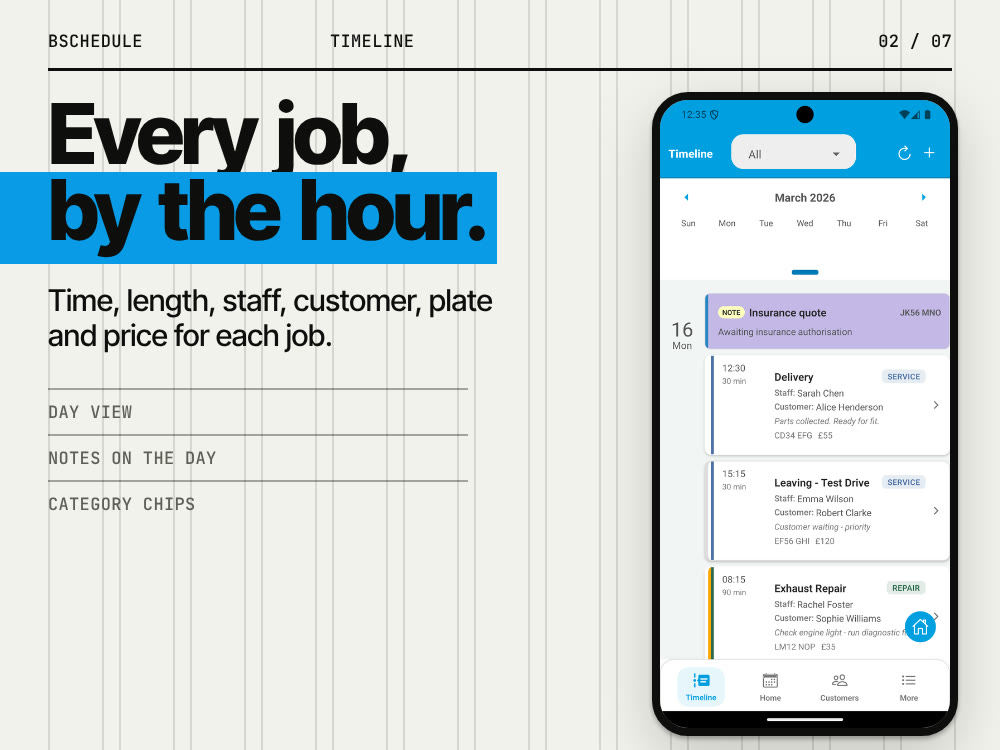 BSCHEDULE
TIMELINE
02 / 07
Every job,
by the hour.
Time, length, staff, customer, plate
and price for each job.
DAY VIEW
NOTES ON THE DAY
CATEGORY CHIPS
12:35
Timeline
All
March 2026
Sun Mon Tue Wed Thu Fri Sat
16
Mon
NOTE Insurance quote JK56 MNO
Awaiting insurance authorisation
12:30
30 min
Delivery SERVICE
Staff: Sarah Chen
Customer: Alice Henderson
Parts collected. Ready for fit.
CD34 EFG £55
15:15
30 min
Leaving - Test Drive SERVICE
Staff: Emma Wilson
Customer: Robert Clarke
Customer waiting - priority
EF56 GHI £120
08:15
90 min
Exhaust Repair REPAIR
Staff: Rachel Foster
Customer: Sophie Williams
Check engine light - run diagnostic
LM12 NOP £35
Timeline Home Customers More